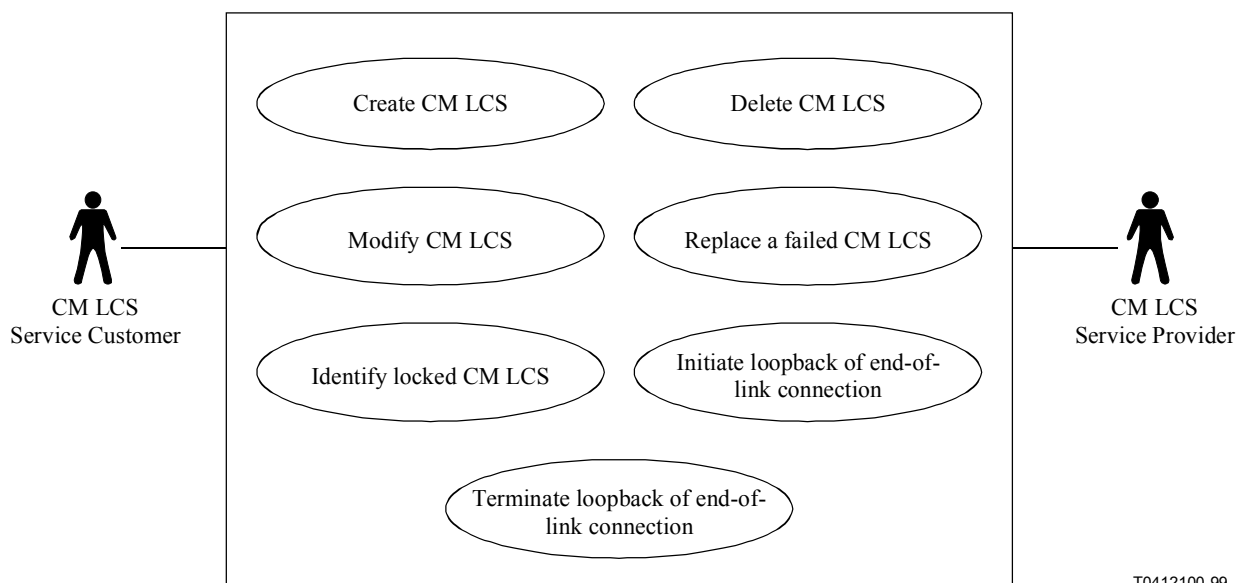 Create CM LCS
Delete CM LCS
Modify CM LCS
Replace a failed CM LCS
CM LCS
Service Customer
CM LCS
Service Provider
Identify locked CM LCS
Initiate loopback of end-of-
link connection
Terminate loopback of end-of-
link connection
T0412100-99